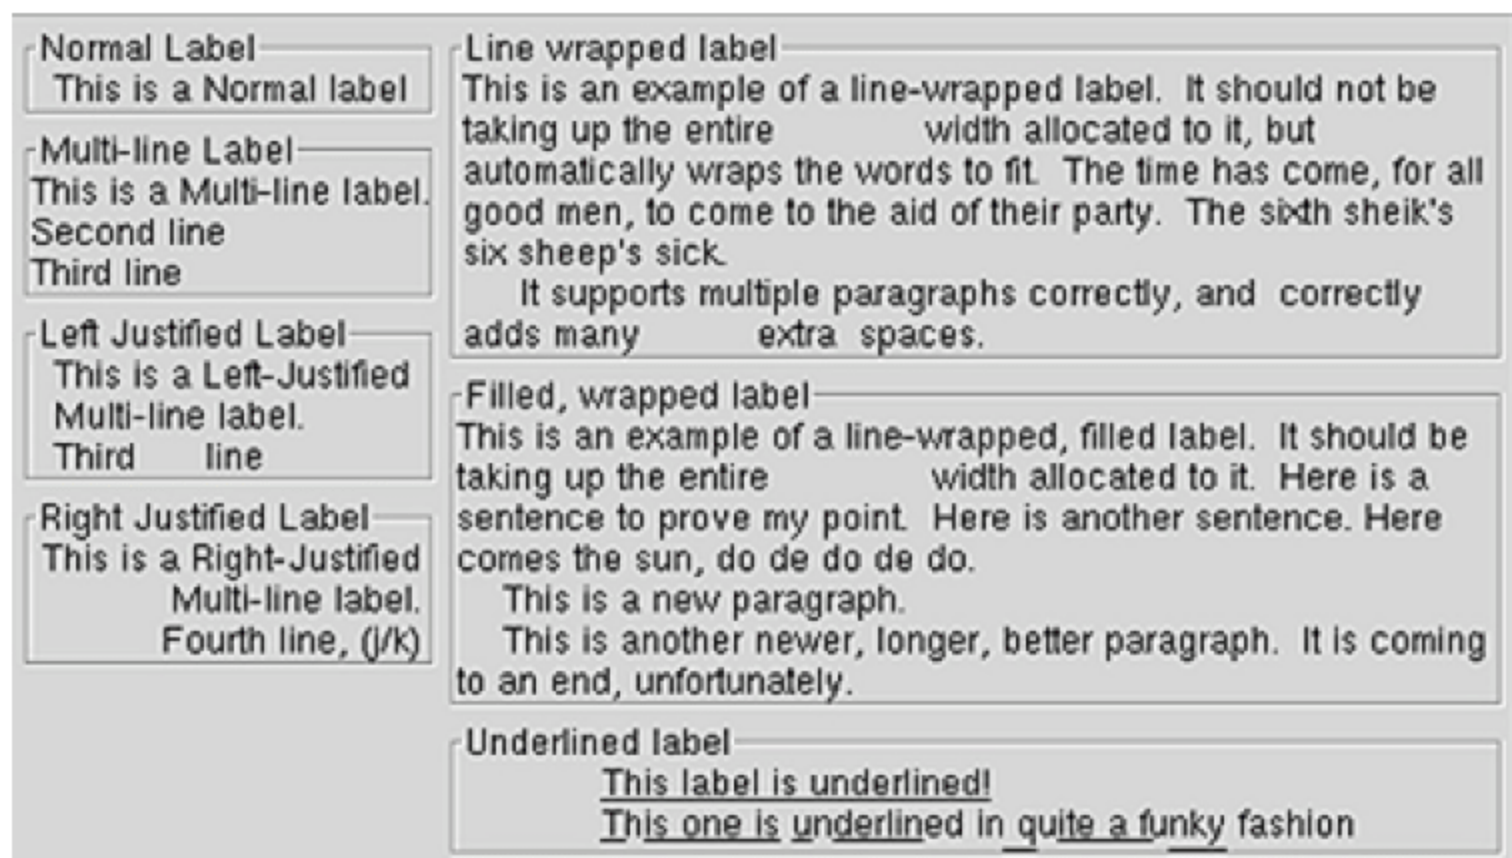 Normal Label
This is a Normal label
Multi-line Label
This is a Multi-line label.
Second line
Third line
Left Justified Label
This is a Left-Justified
Multi-line label.
Third      line
Right Justified Label
This is a Right-Justified
Multi-line label.
Fourth line, (j/k)
Line wrapped label
This is an example of a line-wrapped label.  It should not be
taking up the entire             width allocated to it, but
automatically wraps the words to fit.  The time has come, for all
good men, to come to the aid of their party.  The sixth sheik's
six sheep's sick.
     It supports multiple paragraphs correctly, and  correctly
adds many          extra  spaces.
Filled, wrapped label
This is an example of a line-wrapped, filled label.  It should be
taking up the entire              width allocated to it.  Here is a
sentence to prove my point.  Here is another sentence. Here
comes the sun, do de do de do.
    This is a new paragraph.
    This is another newer, longer, better paragraph.  It is coming
to an end, unfortunately.
Underlined label
This label is underlined!
This one is underlined in quite a funky fashion